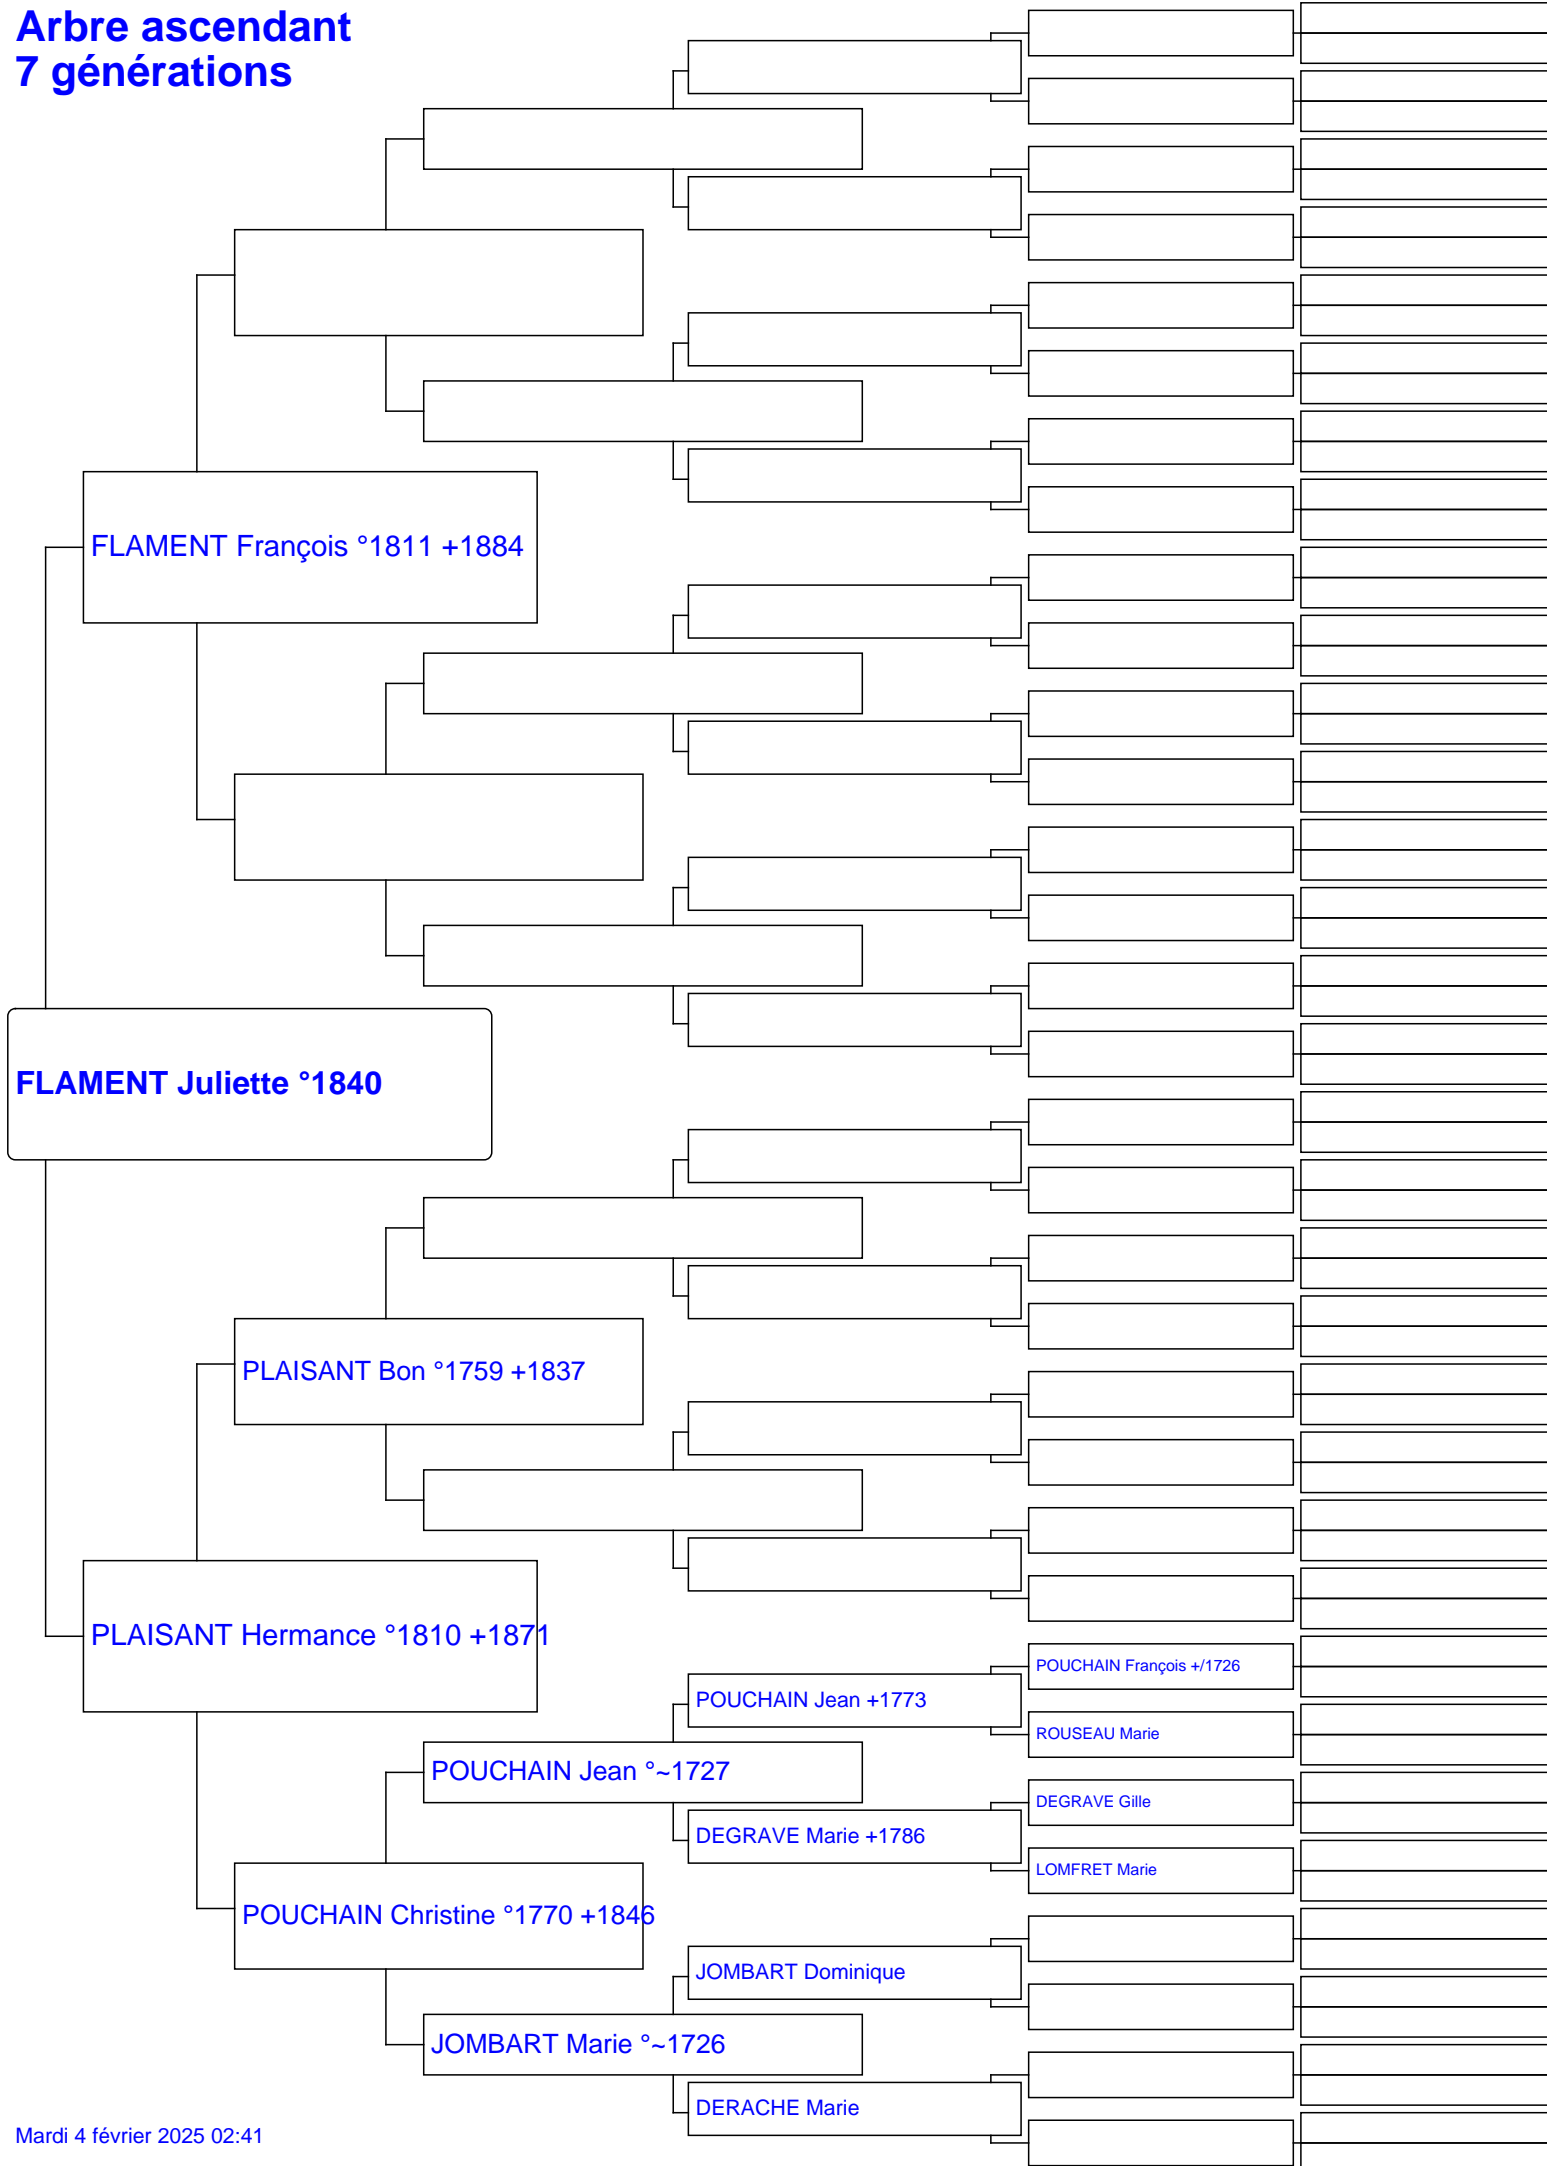 Arbre ascendant
7 générations
FLAMENT François °1811 +1884
FLAMENT Juliette °1840
PLAISANT Bon °1759 +1837
PLAISANT Hermance °1810 +1871
POUCHAIN François +/1726
POUCHAIN Jean +1773
ROUSEAU Marie
POUCHAIN Jean °~1727
DEGRAVE Gille
DEGRAVE Marie +1786
LOMFRET Marie
POUCHAIN Christine °1770 +1846
JOMBART Dominique
JOMBART Marie °~1726
DERACHE Marie
Mardi 4 février 2025 02:41